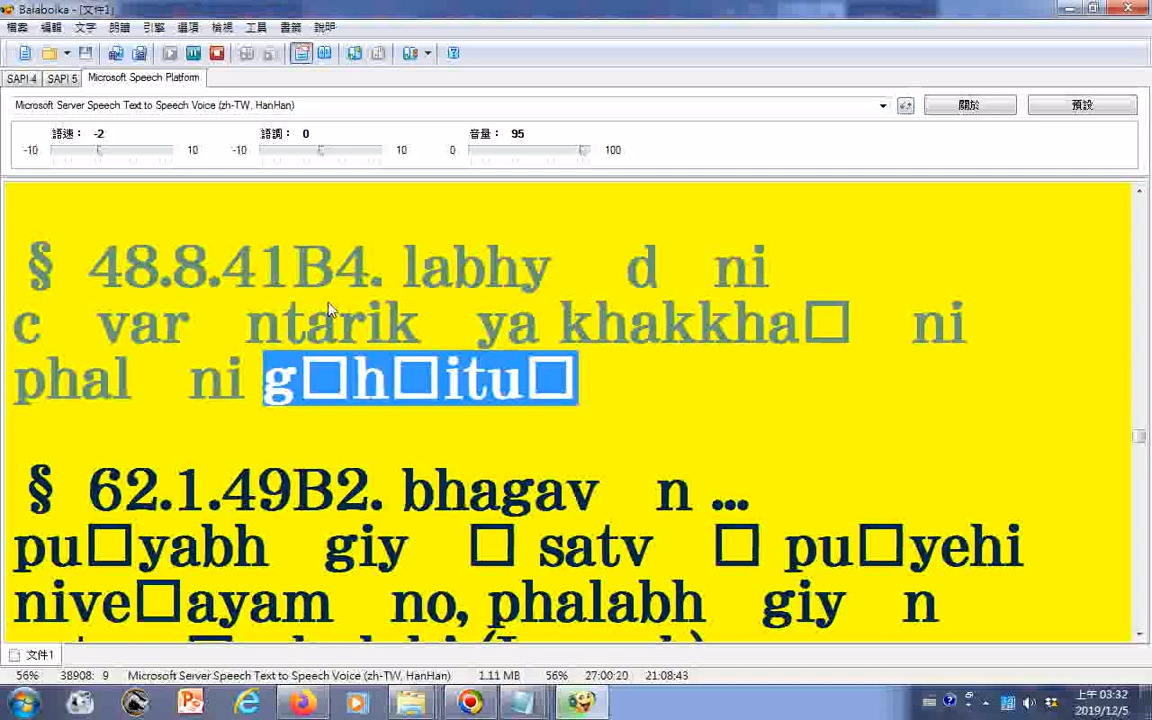 Balabolka - [文件1]
檔案 編輯 文字 朗讀 引擎 選項 檢視 工具 書籤 說明
SAPI 4 SAPI 5 Microsoft Speech Platform
Microsoft Server Speech Text to Speech Voice (zh-TW, HanHan) 關於 預設
語速： -2 語調： 0 音量： 95
-10 10 -10 10 0 100
§ 48.8.41B4. labhy d ni
c var ntarik ya khakkha□ ni
phal ni g□h□itu□
§ 62.1.49B2. bhagav n ...
pu□yabh giy □ satv □ pu□yehi
nive□ayam no, phalabh giy n
文件1
56% 38908: 9 Microsoft Server Speech Text to Speech Voice (zh-TW, HanHan) 1.11 MB 56% 27:00:20 21:08:43
上午 03:32
2019/12/5